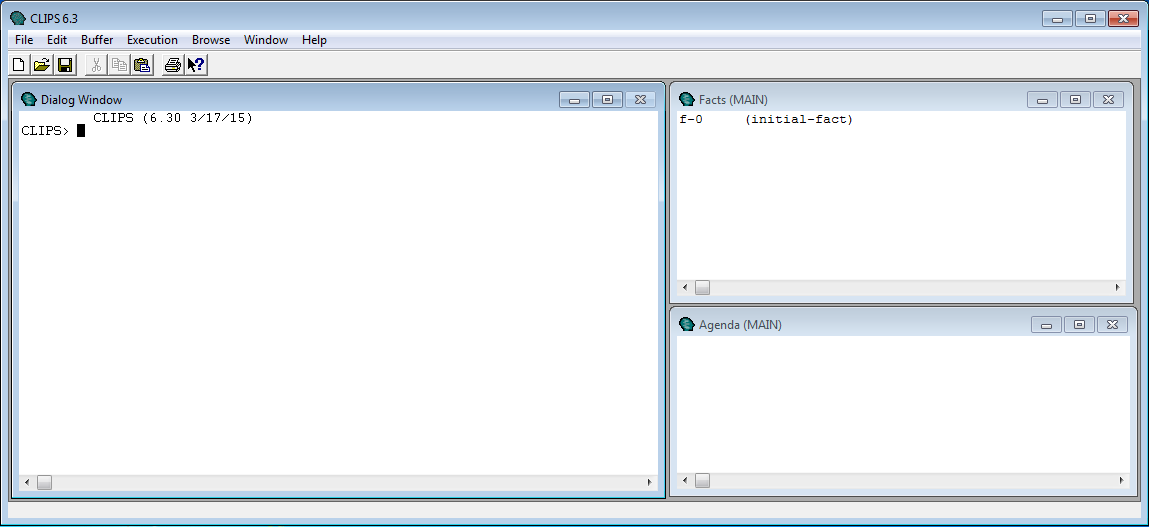 CLIPS 6.3
File Edit Buffer Execution Browse Window Help
Dialog Window
CLIPS (6.30 3/17/15)
CLIPS>
Facts (MAIN)
f-0 (initial-fact)
Agenda (MAIN)